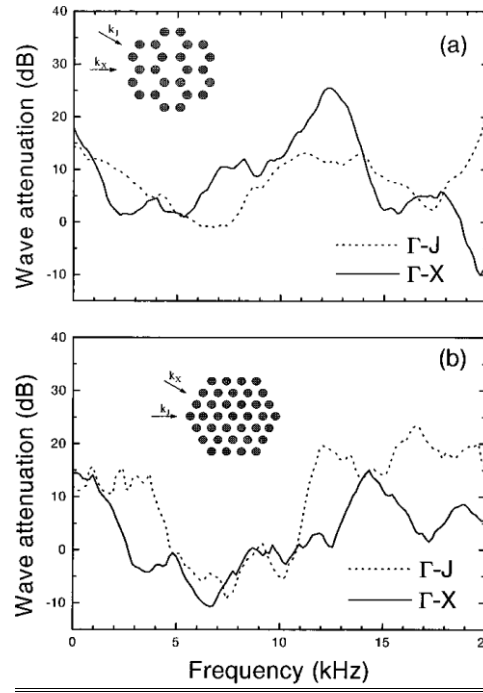 40
30
20
10
0
-10
Wave attenuation (dB)
k_J
k_X
(a)
Γ-J
Γ-X
40
30
20
10
0
-10
Wave attenuation (dB)
k_X
k_J
(b)
Γ-J
Γ-X
0 5 10 15 2
Frequency (kHz)